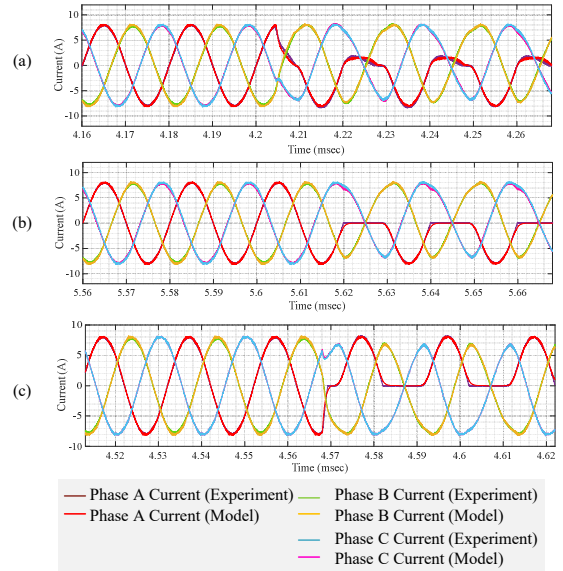 (a)
Current (A)
10
5
0
-5
-10
4.16 4.17 4.18 4.19 4.2 4.21 4.22 4.23 4.24 4.25 4.26
Time (msec)
(b)
Current (A)
10
5
0
-5
-10
5.56 5.57 5.58 5.59 5.6 5.61 5.62 5.63 5.64 5.65 5.66
Time (msec)
(c)
Current (A)
10
5
0
-5
-10
4.52 4.53 4.54 4.55 4.56 4.57 4.58 4.59 4.6 4.61 4.62
Time (msec)
Phase A Current (Experiment)
Phase A Current (Model)
Phase B Current (Experiment)
Phase B Current (Model)
Phase C Current (Experiment)
Phase C Current (Model)